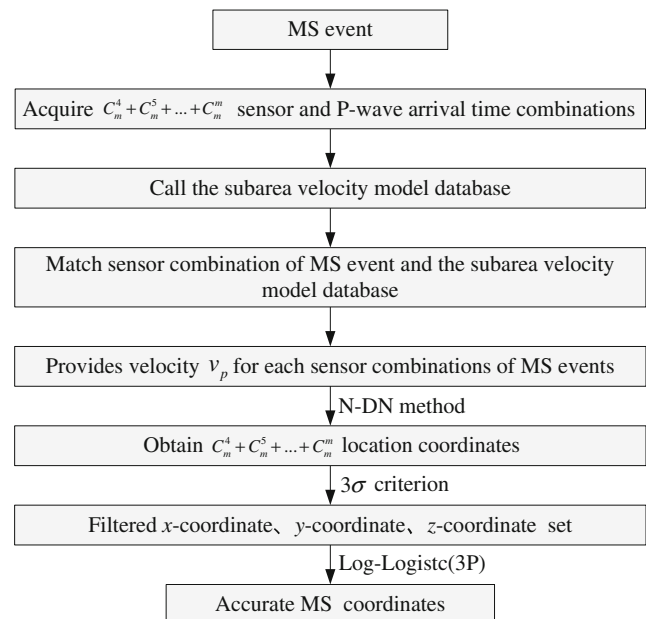 MS event
Acquire $C_m^4 + C_m^5 + ... + C_m^m$ sensor and P-wave arrival time combinations
Call the subarea velocity model database
Match sensor combination of MS event and the subarea velocity
model database
Provides velocity $v_p$ for each sensor combinations of MS events
N-DN method
Obtain $C_m^4 + C_m^5 + ... + C_m^m$ location coordinates
3σ criterion
Filtered x-coordinate、y-coordinate、z-coordinate set
Log-Logistc(3P)
Accurate MS coordinates